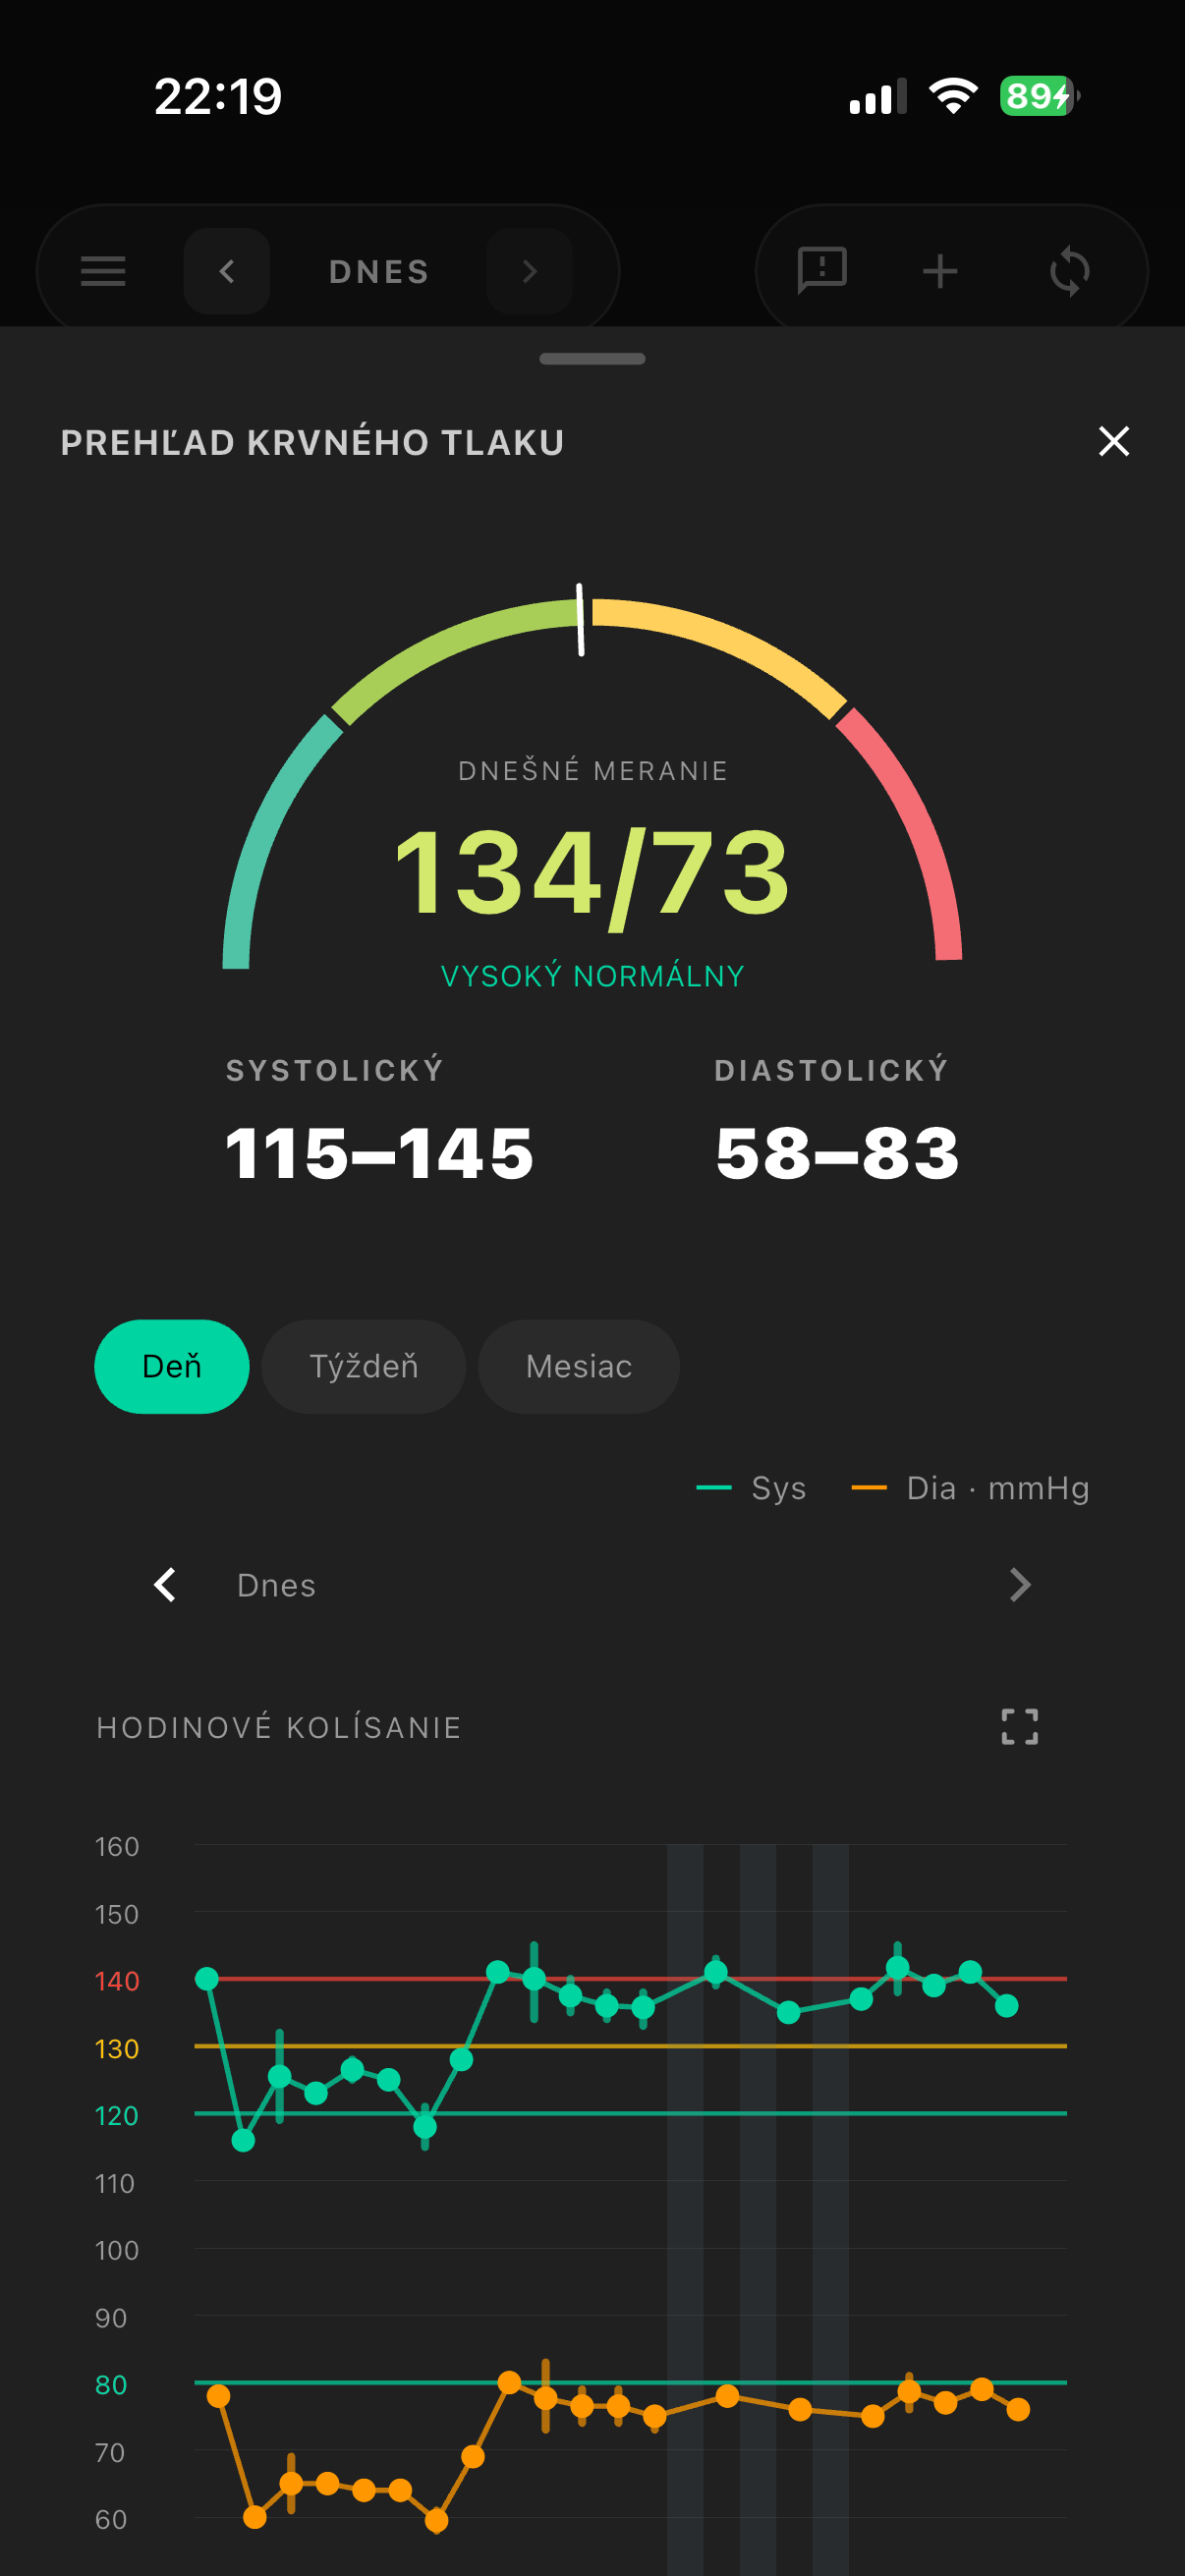 22:19
89
DNES
PREHĽAD KRVNÉHO TLAKU
DNEŠNÉ MERANIE
134/73
VYSOKÝ NORMÁLNY
SYSTOLICKÝ DIASTOLICKÝ
115–145 58–83
Deň Týždeň Mesiac
Sys Dia · mmHg
Dnes
HODINOVÉ KOLÍSANIE
160
150
140
130
120
110
100
90
80
70
60